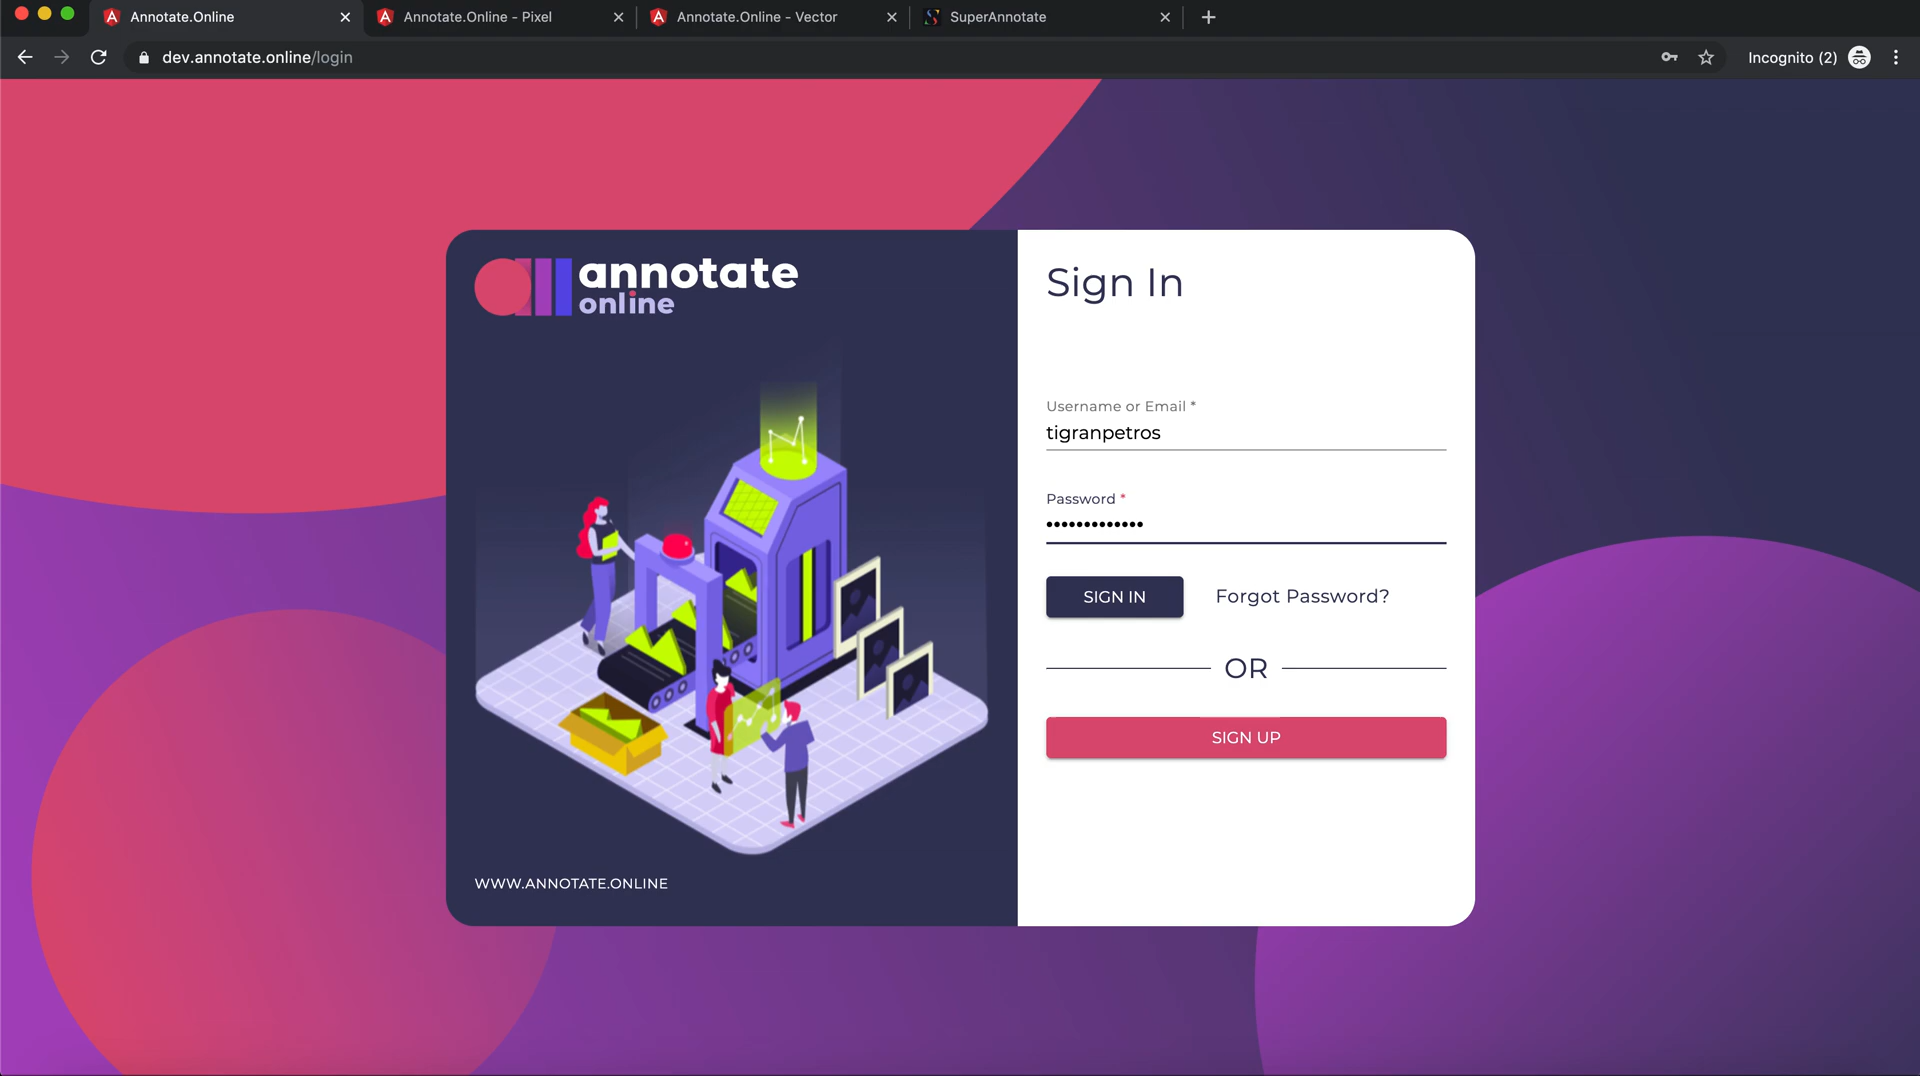 Annotate.Online
Annotate.Online - Pixel
Annotate.Online - Vector
SuperAnnotate
dev.annotate.online/login
Incognito (2)
annotate
online
WWW.ANNOTATE.ONLINE
Sign In
Username or Email *
tigranpetros
Password *
•••••••••••••
SIGN IN
Forgot Password?
OR
SIGN UP